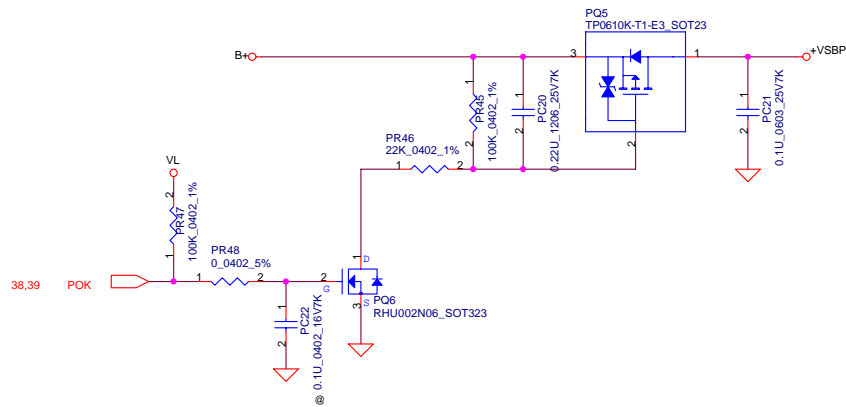 PQ5
TP0610K-T1-E3_SOT23
B+
3
1
+VSBP
2
1
PR45
2
100K_0402_1%
1
PC20
2
0.22U_1206_25V7K
1
PC21
2
0.1U_0603_25V7K
PR46
22K_0402_1%
1
2
VL
2
PR47
1
100K_0402_1%
PR48
0_0402_5%
38,39
POK
1
2
2
G
1
D
S
3
PQ6
RHU002N06_SOT323
1
PC22
2
0.1U_0402_16V7K
@